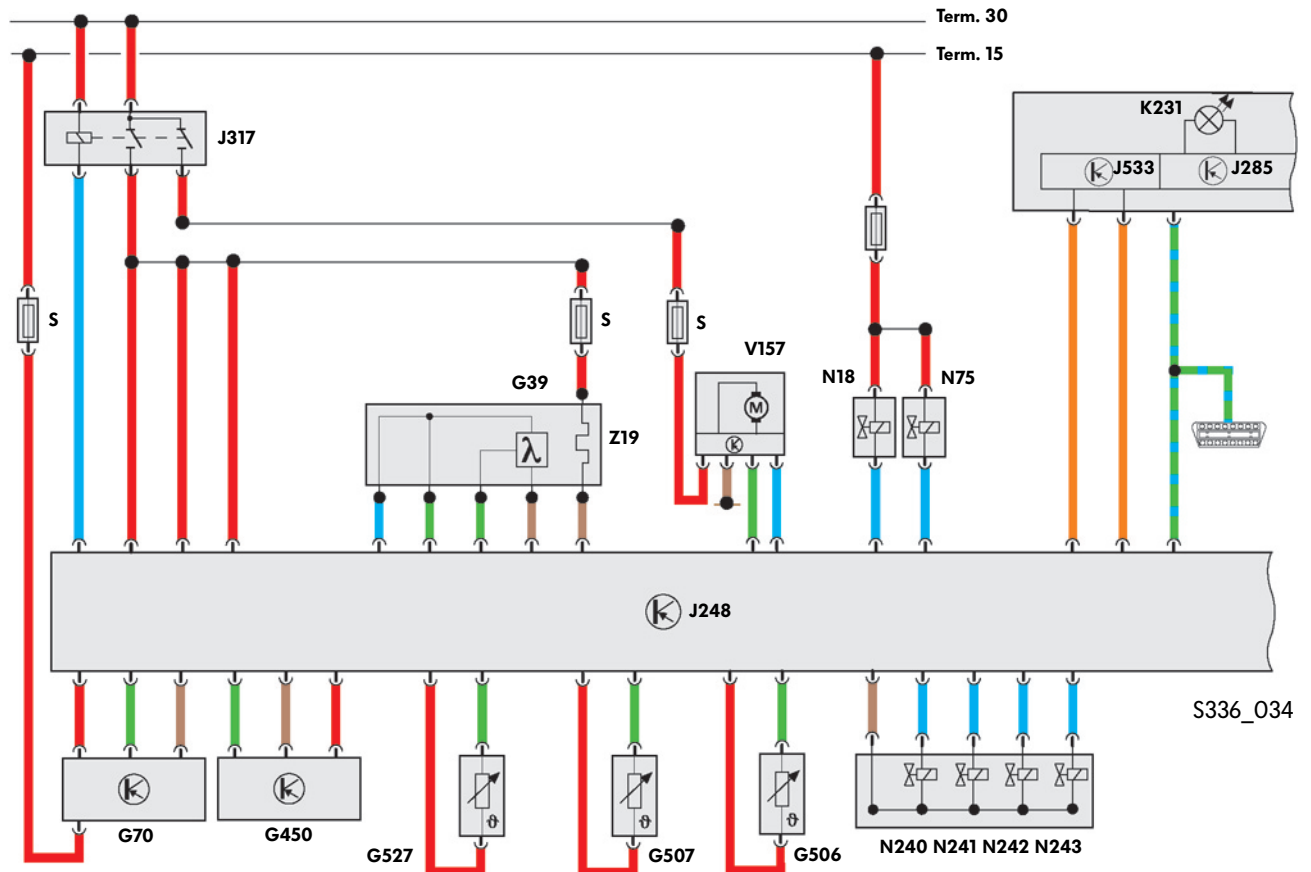 Term. 30
Term. 15
K231
J317
J533
J285
S
S
S
V157
G39
N18
N75
Z19
M
λ
J248
S336_034
ϑ
ϑ
ϑ
G70
G450
G527
G507
G506
N240 N241 N242 N243